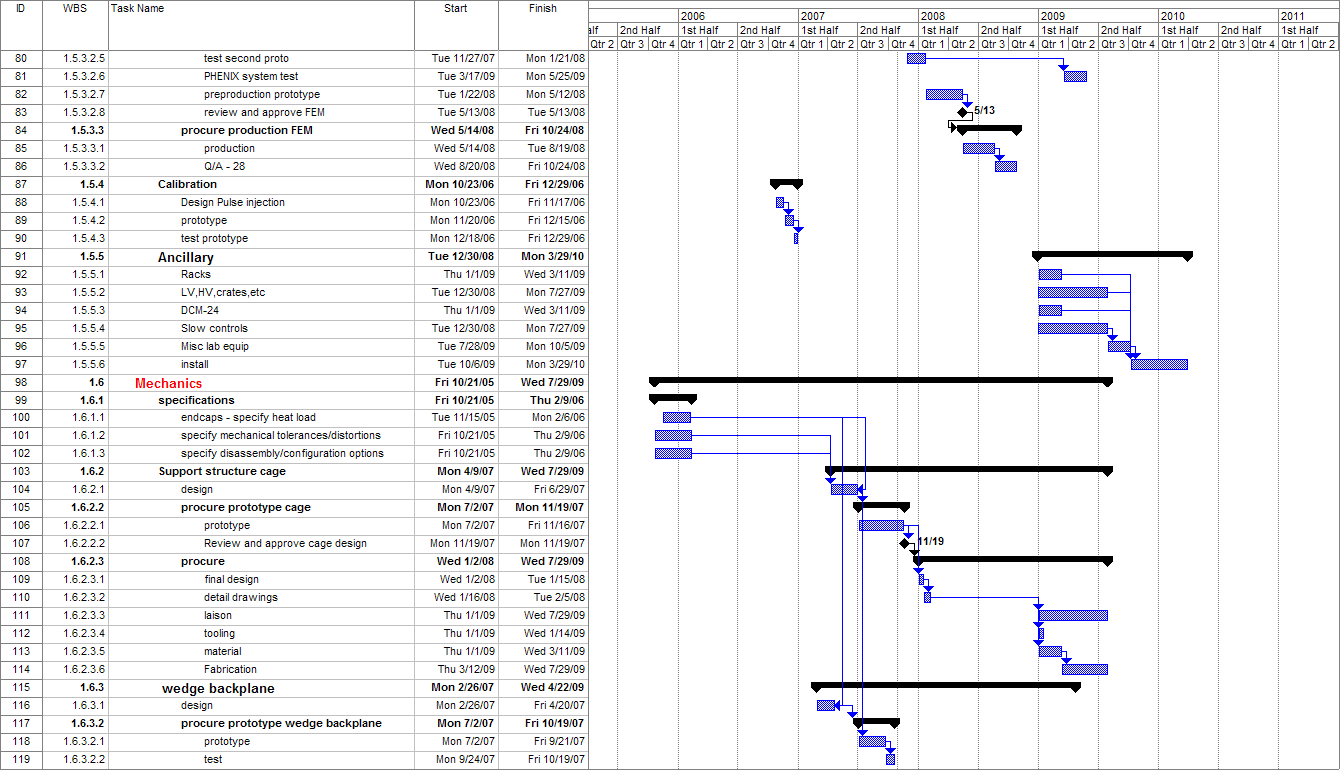 ID WBS Task Name Start Finish
2006 2007 2008 2009 2010 2011
alf 2nd Half 1st Half 2nd Half 1st Half 2nd Half 1st Half 2nd Half 1st Half 2nd Half 1st Half 2nd Half 1st Half
Qtr 2 Qtr 3 Qtr 4 Qtr 1 Qtr 2 Qtr 3 Qtr 4 Qtr 1 Qtr 2 Qtr 3 Qtr 4 Qtr 1 Qtr 2 Qtr 3 Qtr 4 Qtr 1 Qtr 2 Qtr 3 Qtr 4 Qtr 1 Qtr 2 Qtr 3 Qtr 4 Qtr 1 Qtr 2
80 1.5.3.2.5 test second proto Tue 11/27/07 Mon 1/21/08
81 1.5.3.2.6 PHENIX system test Tue 3/17/09 Mon 5/25/09
82 1.5.3.2.7 preproduction prototype Tue 1/22/08 Mon 5/12/08
83 1.5.3.2.8 review and approve FEM Tue 5/13/08 Tue 5/13/08 5/13
84 1.5.3.3 procure production FEM Wed 5/14/08 Fri 10/24/08
85 1.5.3.3.1 production Wed 5/14/08 Tue 8/19/08
86 1.5.3.3.2 Q/A - 28 Wed 8/20/08 Fri 10/24/08
87 1.5.4 Calibration Mon 10/23/06 Fri 12/29/06
88 1.5.4.1 Design Pulse injection Mon 10/23/06 Fri 11/17/06
89 1.5.4.2 prototype Mon 11/20/06 Fri 12/15/06
90 1.5.4.3 test prototype Mon 12/18/06 Fri 12/29/06
91 1.5.5 Ancillary Tue 12/30/08 Mon 3/29/10
92 1.5.5.1 Racks Thu 1/1/09 Wed 3/11/09
93 1.5.5.2 LV,HV,crates,etc Tue 12/30/08 Mon 7/27/09
94 1.5.5.3 DCM-24 Thu 1/1/09 Wed 3/11/09
95 1.5.5.4 Slow controls Tue 12/30/08 Mon 7/27/09
96 1.5.5.5 Misc lab equip Tue 7/28/09 Mon 10/5/09
97 1.5.5.6 install Tue 10/6/09 Mon 3/29/10
98 1.6 Mechanics Fri 10/21/05 Wed 7/29/09
99 1.6.1 specifications Fri 10/21/05 Thu 2/9/06
100 1.6.1.1 endcaps - specify heat load Tue 11/15/05 Mon 2/6/06
101 1.6.1.2 specify mechanical tolerances/distortions Fri 10/21/05 Thu 2/9/06
102 1.6.1.3 specify disassembly/configuration options Fri 10/21/05 Thu 2/9/06
103 1.6.2 Support structure cage Mon 4/9/07 Wed 7/29/09
104 1.6.2.1 design Mon 4/9/07 Fri 6/29/07
105 1.6.2.2 procure prototype cage Mon 7/2/07 Mon 11/19/07
106 1.6.2.2.1 prototype Mon 7/2/07 Fri 11/16/07
107 1.6.2.2.2 Review and approve cage design Mon 11/19/07 Mon 11/19/07 11/19
108 1.6.2.3 procure Wed 1/2/08 Wed 7/29/09
109 1.6.2.3.1 final design Wed 1/2/08 Tue 1/15/08
110 1.6.2.3.2 detail drawings Wed 1/16/08 Tue 2/5/08
111 1.6.2.3.3 laison Thu 1/1/09 Wed 7/29/09
112 1.6.2.3.4 tooling Thu 1/1/09 Wed 1/14/09
113 1.6.2.3.5 material Thu 1/1/09 Wed 3/11/09
114 1.6.2.3.6 Fabrication Thu 3/12/09 Wed 7/29/09
115 1.6.3 wedge backplane Mon 2/26/07 Wed 4/22/09
116 1.6.3.1 design Mon 2/26/07 Fri 4/20/07
117 1.6.3.2 procure prototype wedge backplane Mon 7/2/07 Fri 10/19/07
118 1.6.3.2.1 prototype Mon 7/2/07 Fri 9/21/07
119 1.6.3.2.2 test Mon 9/24/07 Fri 10/19/07